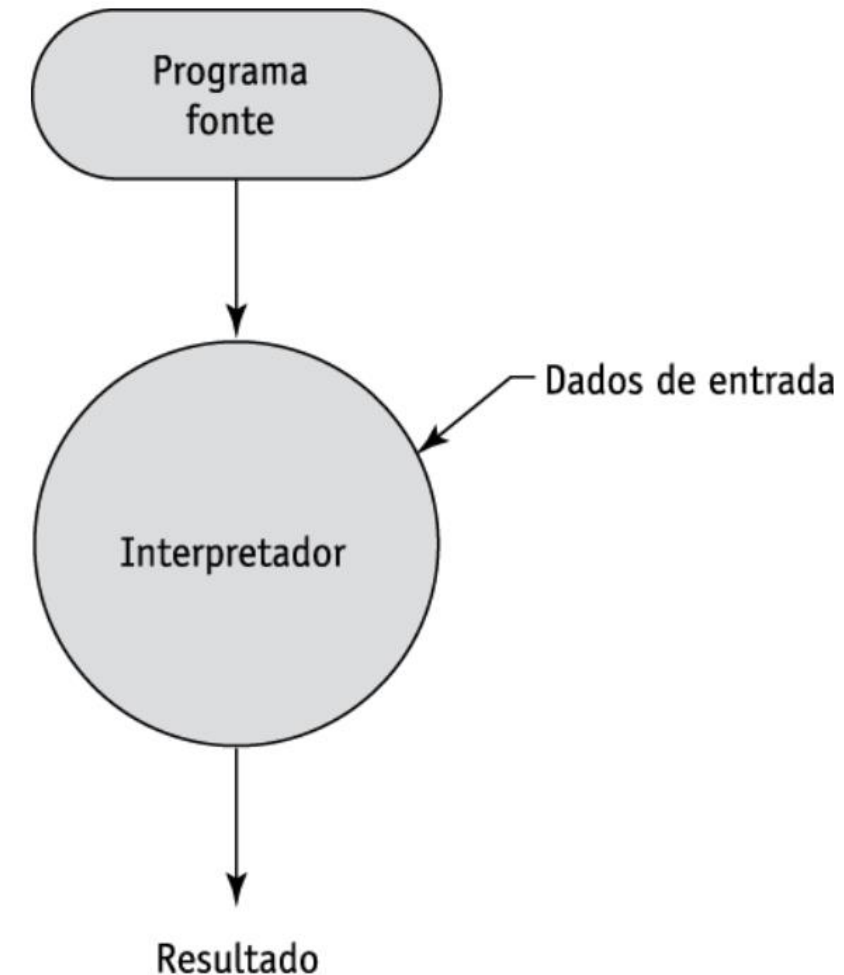 Programa
fonte
Dados de entrada
Interpretador
Resultado